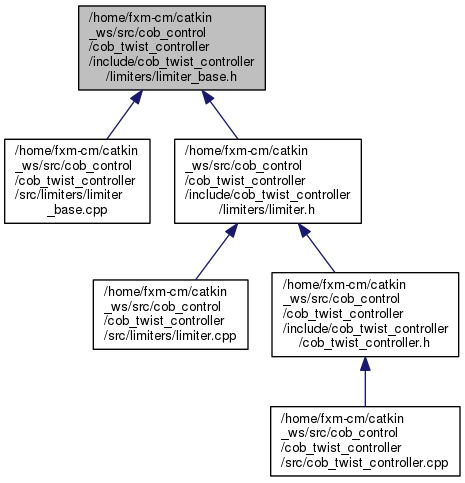 /home/fxm-cm/catkin
_ws/src/cob_control
/cob_twist_controller
/include/cob_twist_controller
/limiters/limiter_base.h
/home/fxm-cm/catkin
_ws/src/cob_control
/cob_twist_controller
/src/limiters/limiter
_base.cpp
/home/fxm-cm/catkin
_ws/src/cob_control
/cob_twist_controller
/include/cob_twist_controller
/limiters/limiter.h
/home/fxm-cm/catkin
_ws/src/cob_control
/cob_twist_controller
/src/limiters/limiter.cpp
/home/fxm-cm/catkin
_ws/src/cob_control
/cob_twist_controller
/include/cob_twist_controller
/cob_twist_controller.h
/home/fxm-cm/catkin
_ws/src/cob_control
/cob_twist_controller
/src/cob_twist_controller.cpp